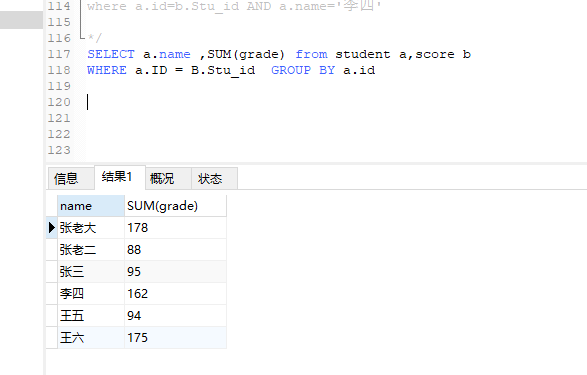 114 where a.id=b.Stu_id AND a.name='李四'
115
116 */
117 SELECT a.name ,SUM(grade) from student a,score b
118 WHERE a.ID = B.Stu_id  GROUP BY a.id
119
120
121
122
123
信息 结果1 概况 状态
name SUM(grade)
张老大 178
张老二 88
张三 95
李四 162
王五 94
王六 175